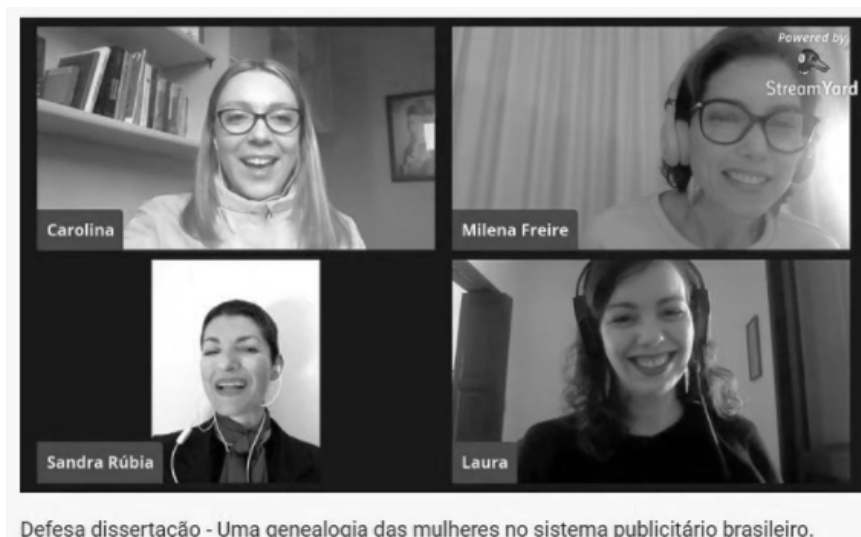 Powered by
StreamYard
Carolina
Milena Freire
Sandra Rúbia
Laura
Defesa dissertação - Uma genealogia das mulheres no sistema publicitário brasileiro.